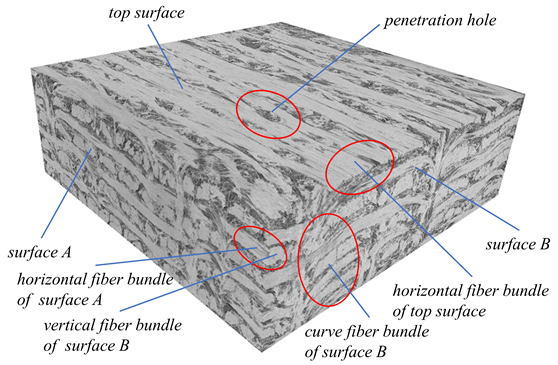 top surface
penetration hole
surface A
surface B
horizontal fiber bundle
of surface A
vertical fiber bundle
of surface B
horizontal fiber bundle
of top surface
curve fiber bundle
of surface B